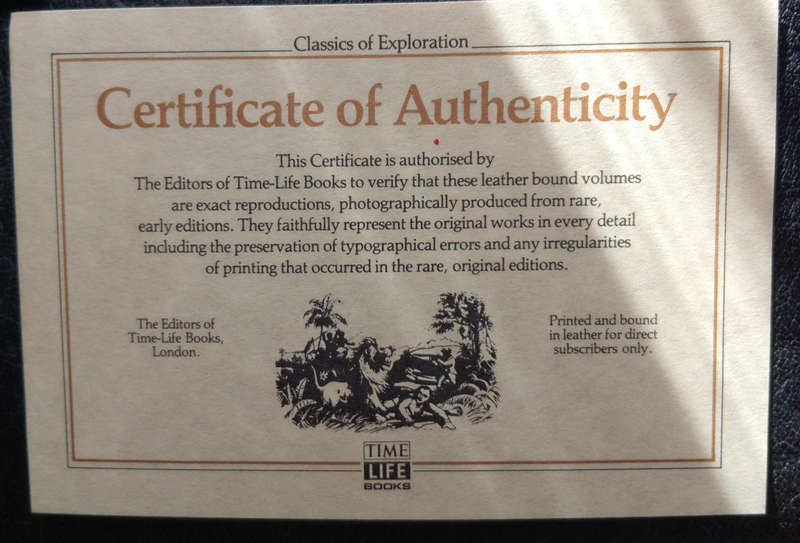 Classics of Exploration
Certificate of Authenticity
This Certificate is authorised by
The Editors of Time-Life Books to verify that these leather bound volumes
are exact reproductions, photographically produced from rare,
early editions. They faithfully represent the original works in every detail
including the preservation of typographical errors and any irregularities
of printing that occurred in the rare, original editions.
The Editors of
Time-Life Books,
London.
Printed and bound
in leather for direct
subscribers only.
TIME
LIFE
BOOKS